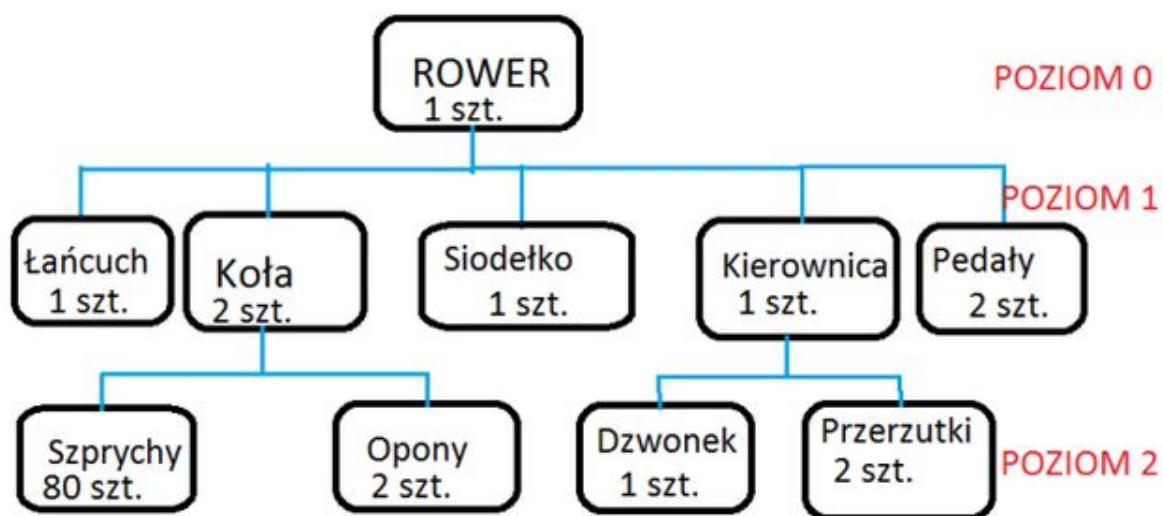 ROWER
1 szt.
POZIOM 0
POZIOM 1
Łańcuch
1 szt.
Koła
2 szt.
Siodełko
1 szt.
Kierownica
1 szt.
Pedały
2 szt.
Szprychy
80 szt.
Opony
2 szt.
Dzwonek
1 szt.
Przerzutki
2 szt.
POZIOM 2